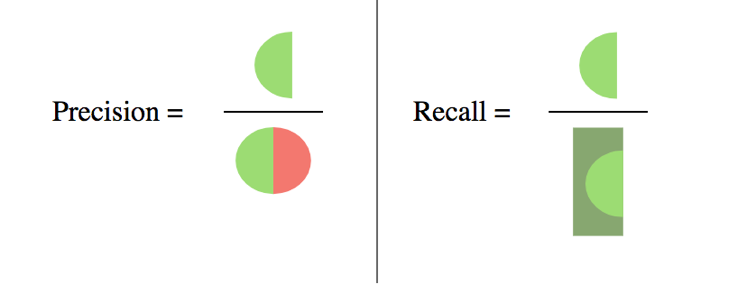 Precision =
Recall =